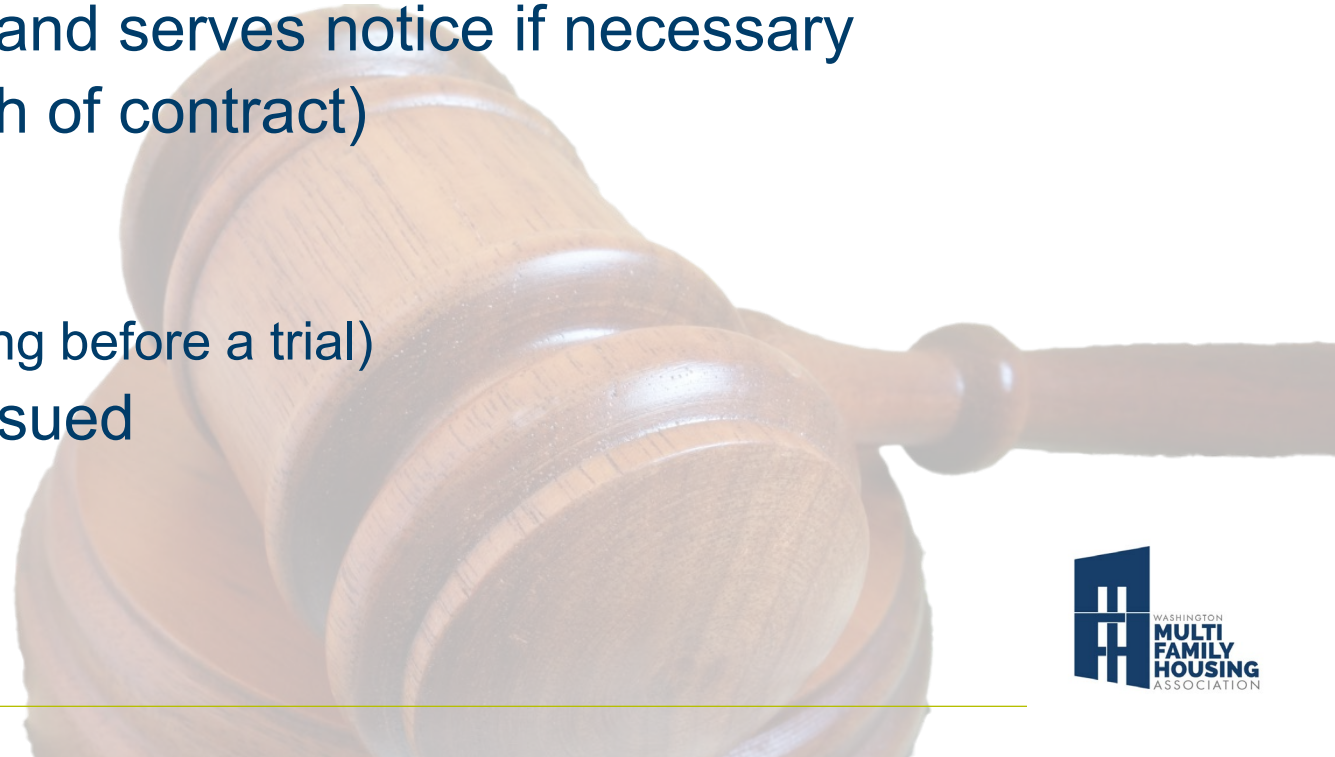 and serves notice if necessary
h of contract)
ng before a trial)
sued
WASHINGTON
MULTI
FAMILY
HOUSING
ASSOCIATION